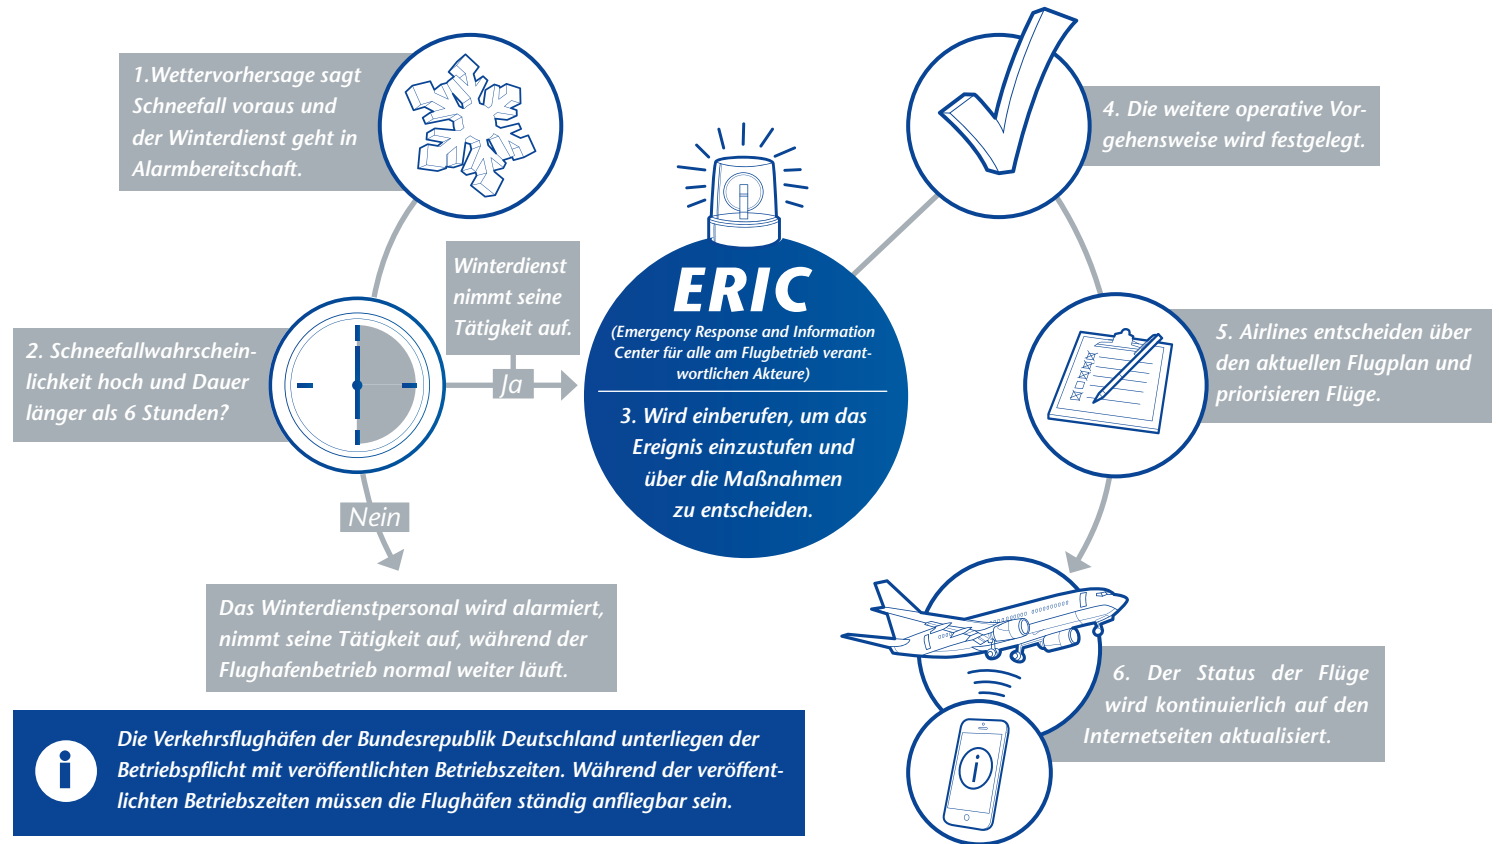 1.Wettervorhersage sagt
Schneefall voraus und
der Winterdienst geht in
Alarmbereitschaft.
2. Schneefallwahrschein-
lichkeit hoch und Dauer
länger als 6 Stunden?
Nein
Das Winterdienstpersonal wird alarmiert,
nimmt seine Tätigkeit auf, während der
Flughafenbetrieb normal weiter läuft.
Winterdienst
nimmt seine
Tätigkeit auf.
Ja
ERIC
(Emergency Response and Information
Center für alle am Flugbetrieb verant-
wortlichen Akteure)
3. Wird einberufen, um das
Ereignis einzustufen und
über die Maßnahmen
zu entscheiden.
4. Die weitere operative Vor-
gehensweise wird festgelegt.
5. Airlines entscheiden über
den aktuellen Flugplan und
priorisieren Flüge.
6. Der Status der Flüge
wird kontinuierlich auf den
Internetseiten aktualisiert.
i
i
Die Verkehrsflughäfen der Bundesrepublik Deutschland unterliegen der
Betriebspflicht mit veröffentlichten Betriebszeiten. Während der veröffent-
lichten Betriebszeiten müssen die Flughäfen ständig anfliegbar sein.